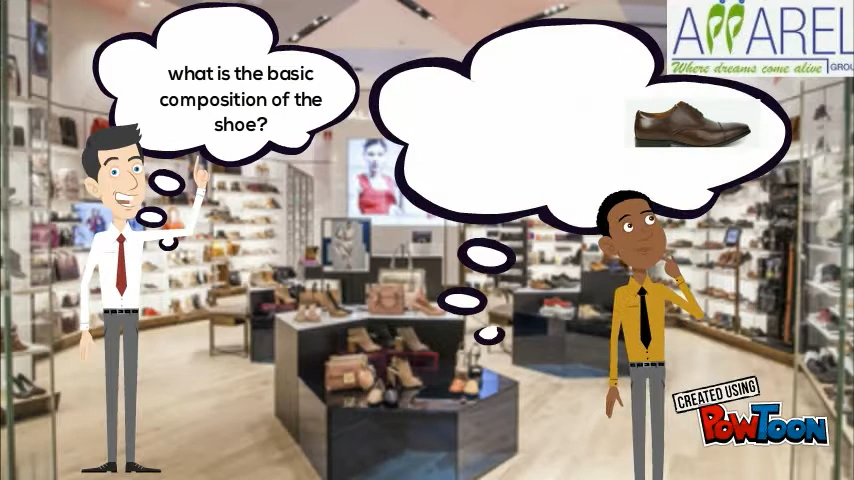 what is the basic
composition of the
shoe?
APPAREL
Where dreams come alive
GROU
CREATED USING
POWTOON